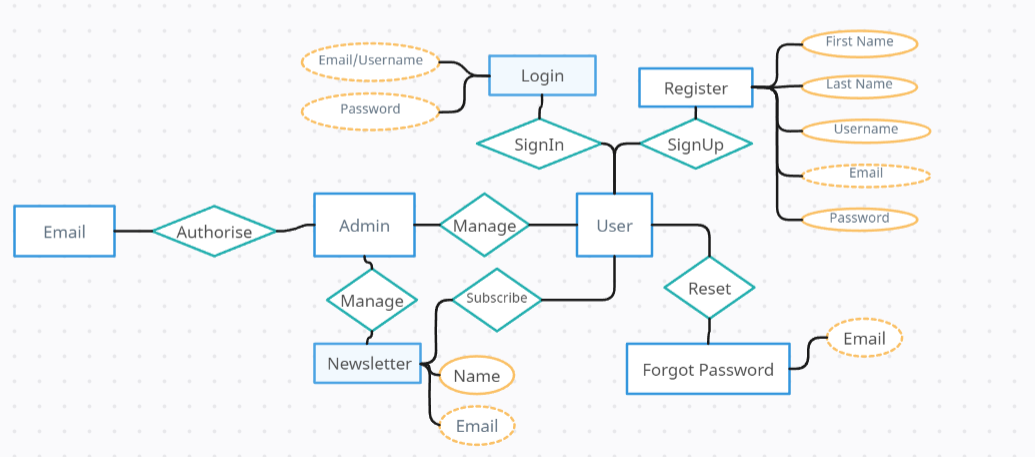 First Name
Email/Username
Login
Register
Last Name
Password
Username
SignIn
SignUp
Email
Password
Email
Authorise
Admin
Manage
User
Manage
Subscribe
Reset
Newsletter
Forgot Password
Email
Name
Email